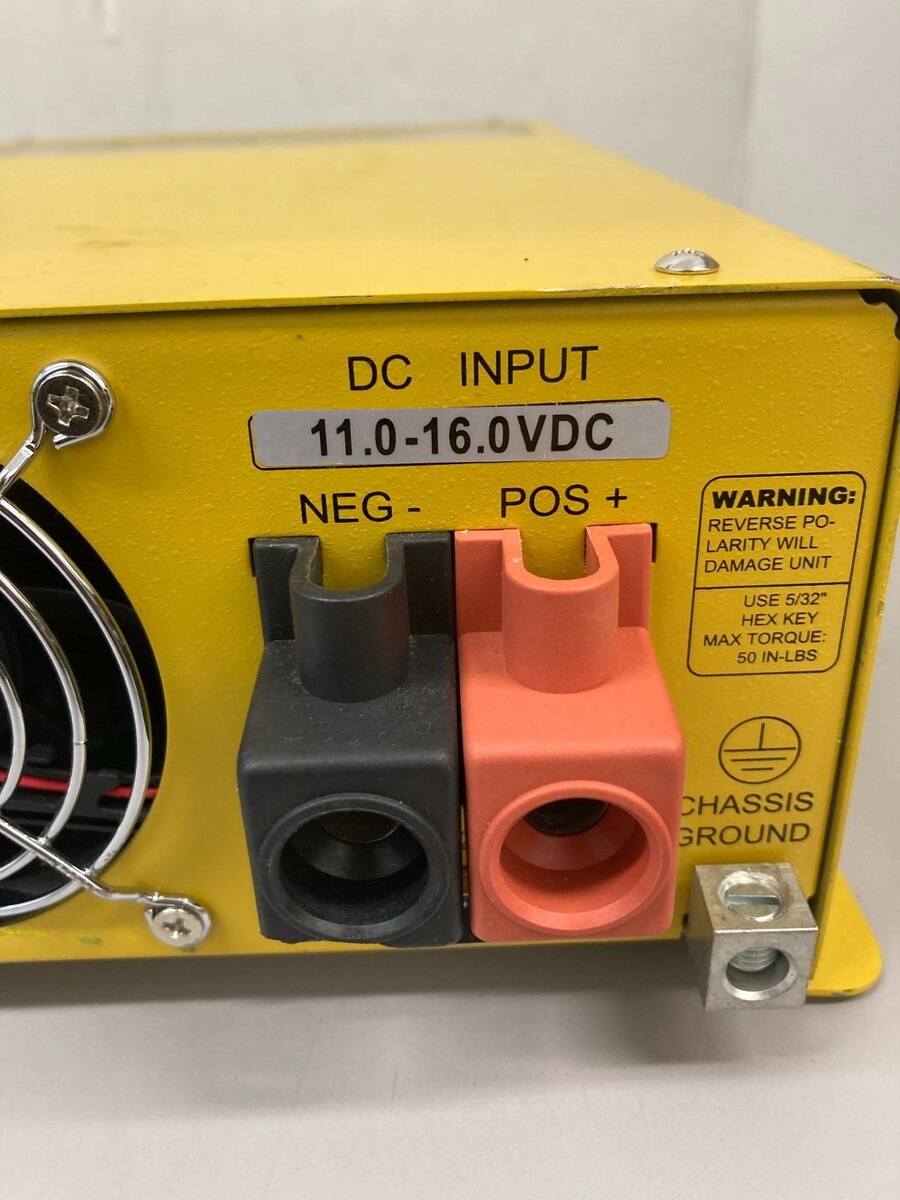 DC INPUT
11.0-16.0VDC
NEG - POS +
WARNING:
REVERSE PO-
LARITY WILL
DAMAGE UNIT
USE 5/32"
HEX KEY
MAX TORQUE:
50 IN-LBS
CHASSIS
GROUND